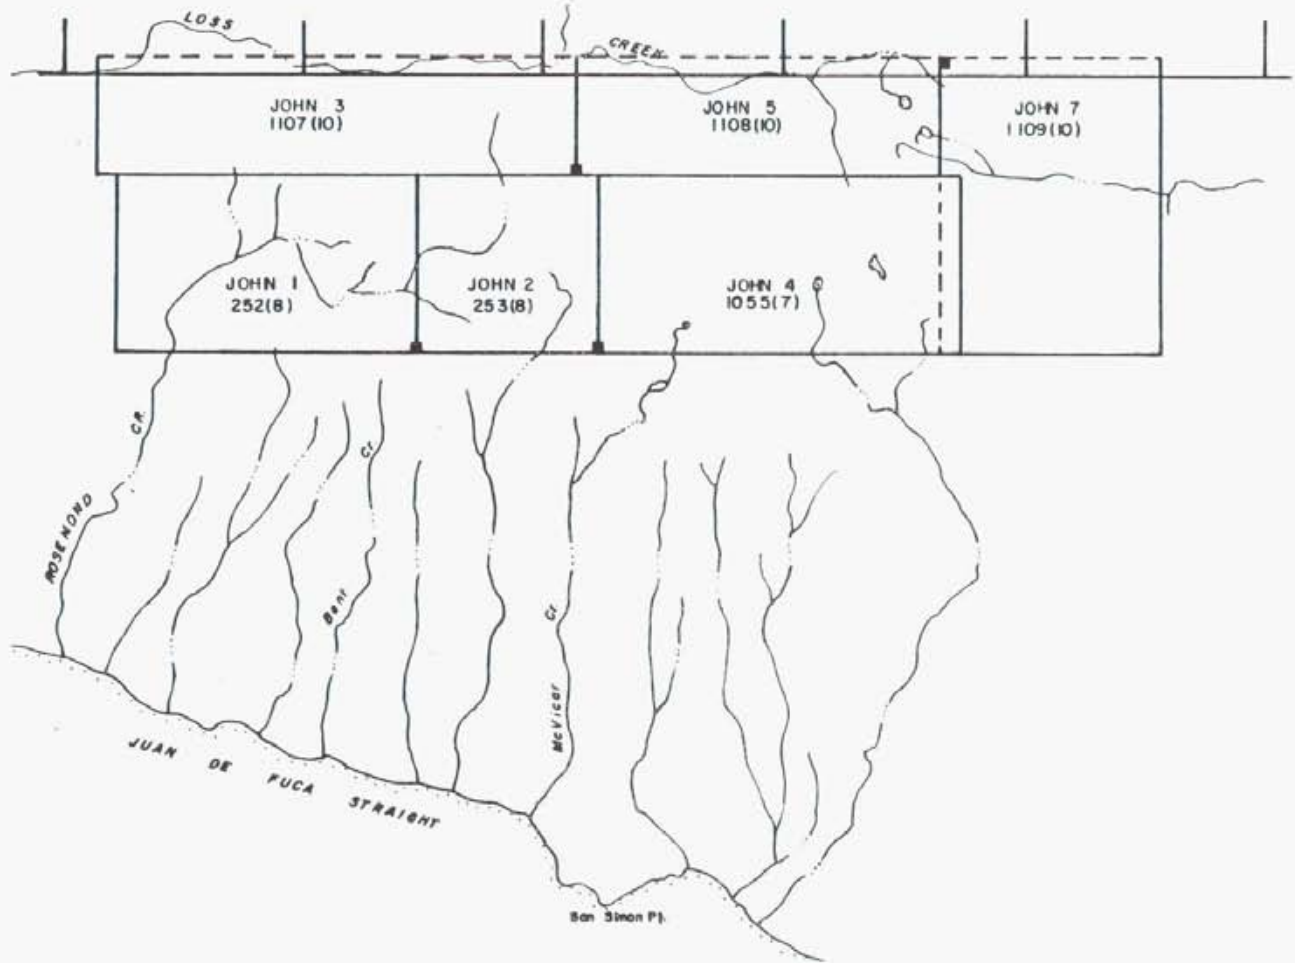 LOSS
CREEK
JOHN 3
1107(10)
JOHN 5
1108(10)
JOHN 7
1109(10)
JOHN 1
252(8)
JOHN 2
253(8)
JOHN 4
1055(7)
ROSEMOND CR.
Bent Cr.
McVicar Cr.
JUAN DE FUCA STRAIGHT
San Simon Pt.